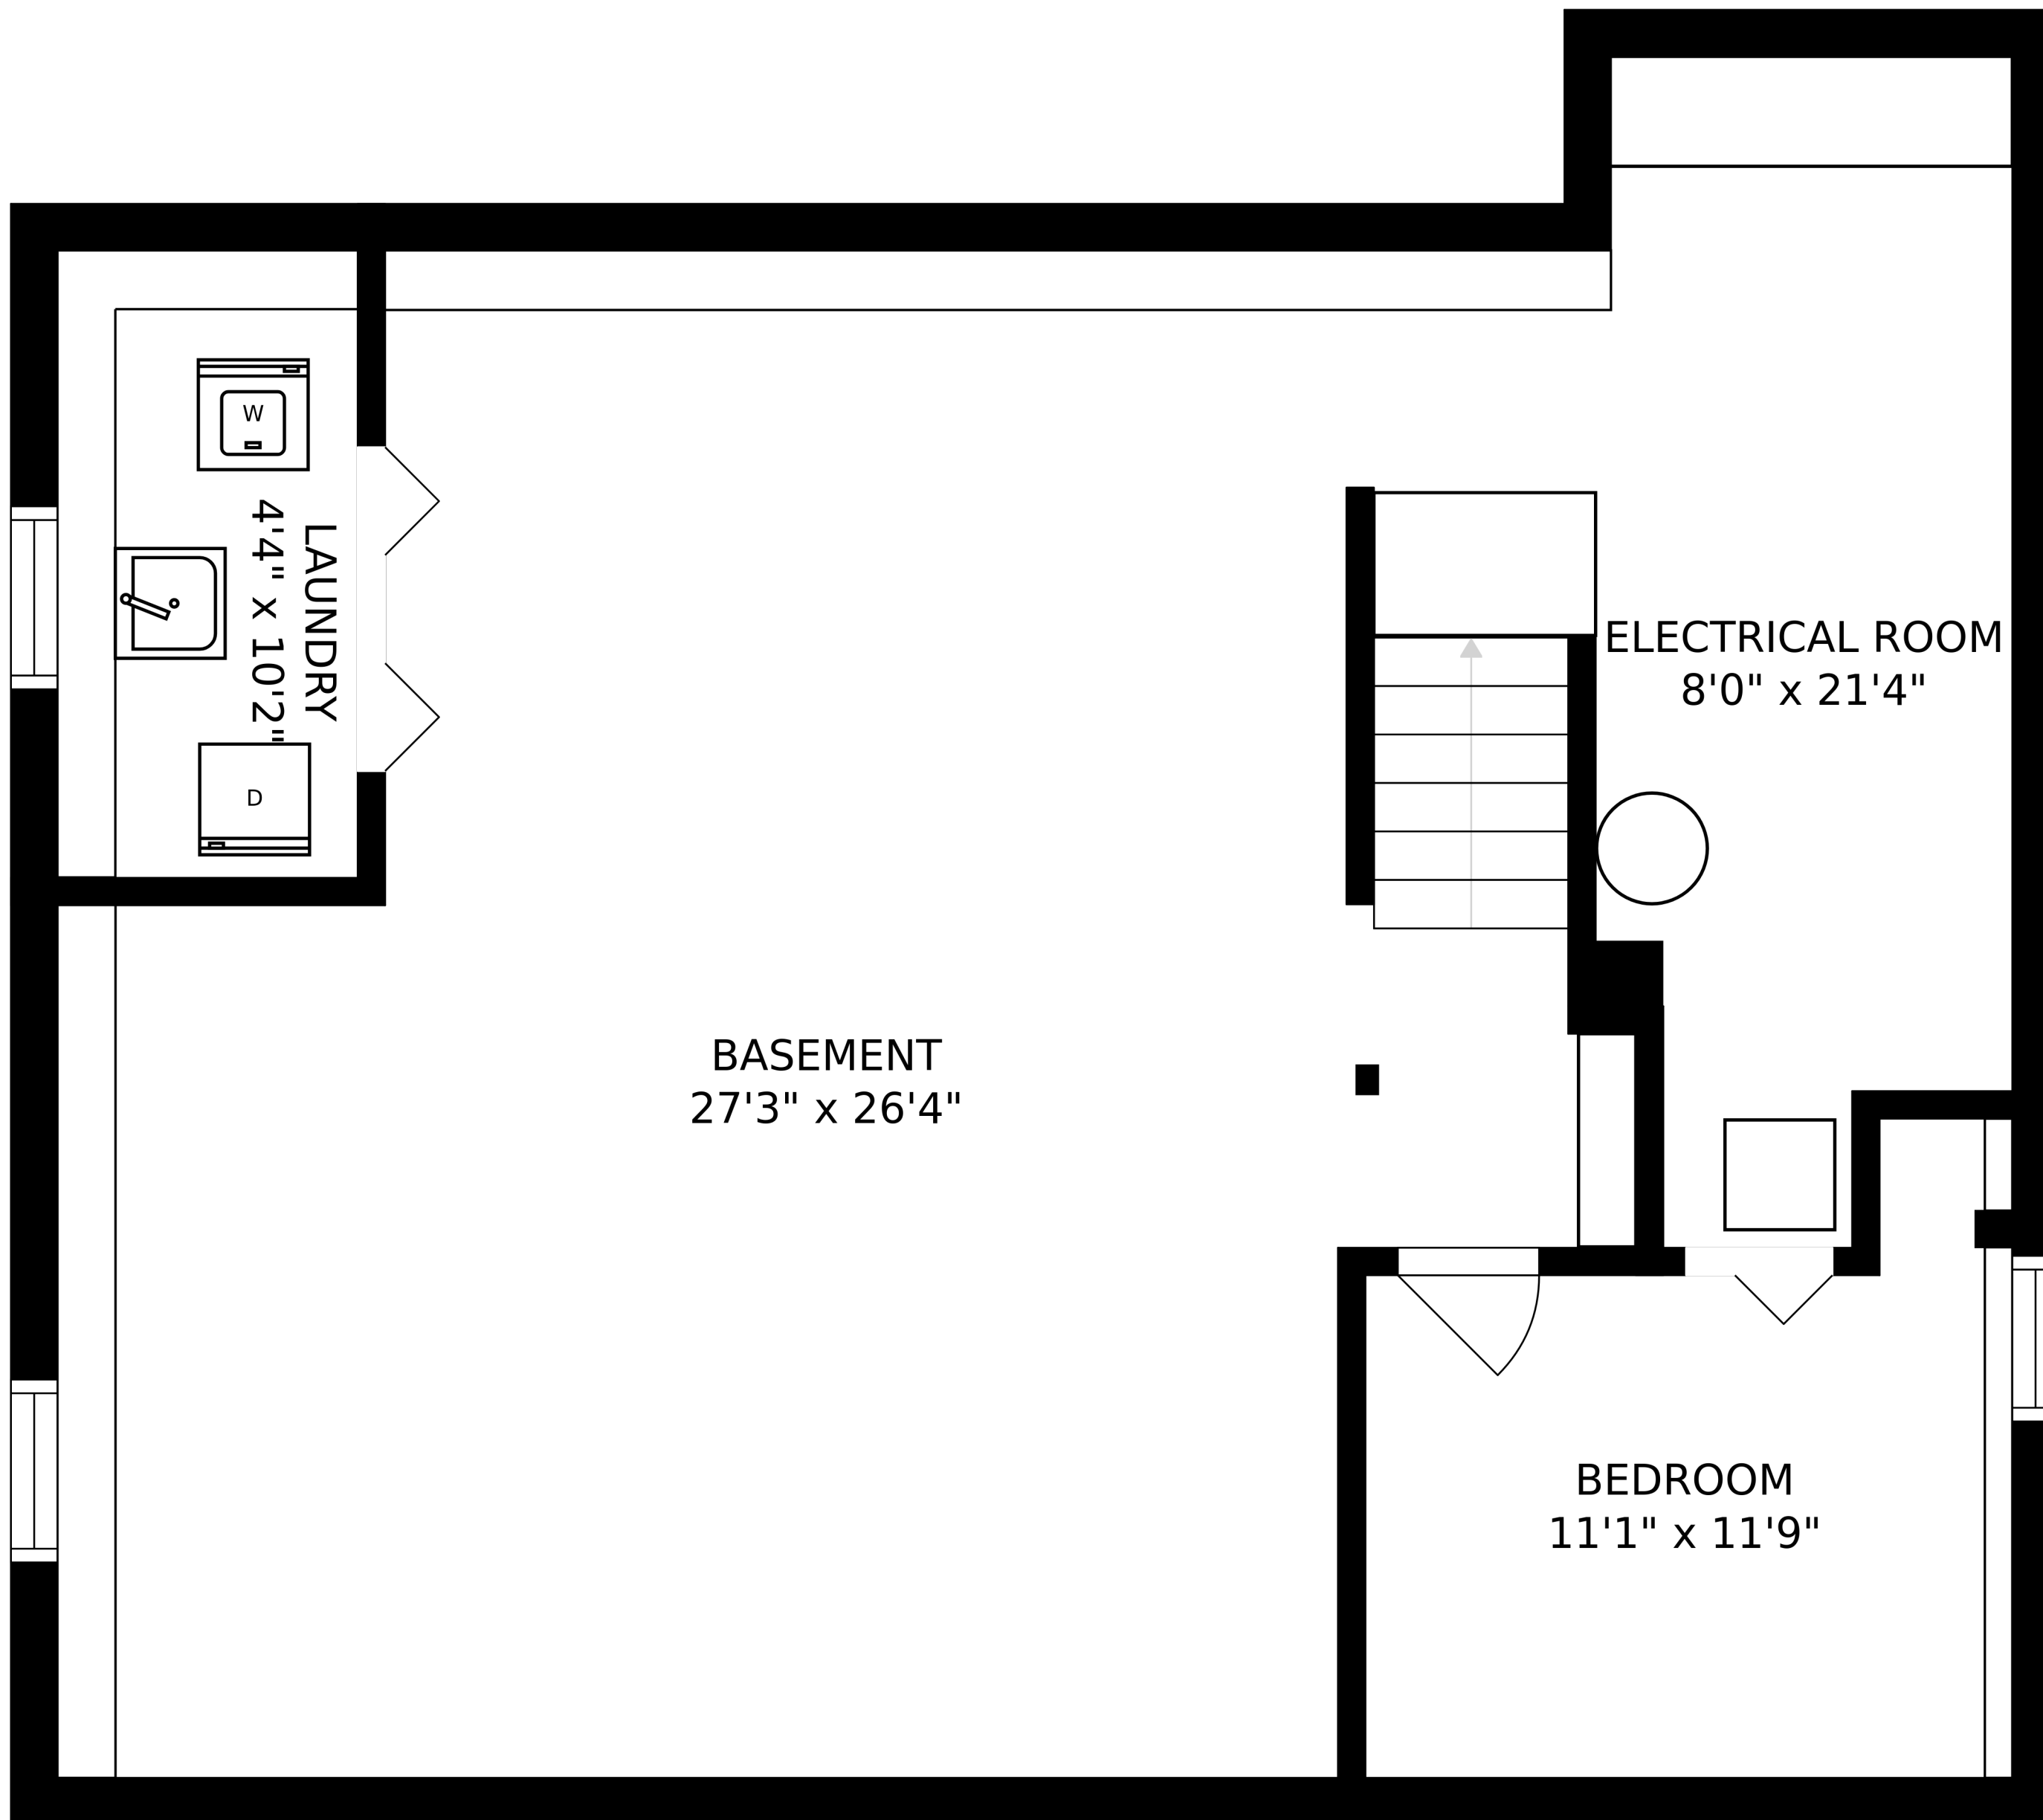 W
LAUNDRY
4'4" x 10'2"
D
ELECTRICAL ROOM
8'0" x 21'4"
BASEMENT
27'3" x 26'4"
BEDROOM
11'1" x 11'9"